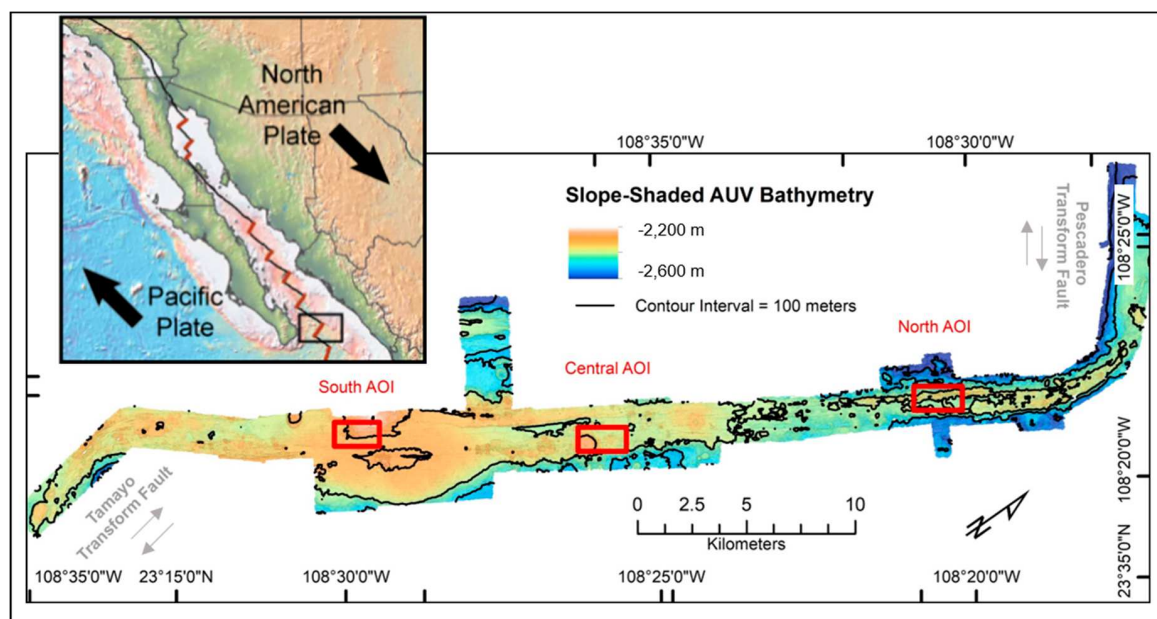 North
American
Plate
Pacific
Plate
108°35'0"W
108°30'0"W
Slope-Shaded AUV Bathymetry
-2,200 m
-2,600 m
Contour Interval = 100 meters
Pescadero
Transform Fault
108°25'0"W
North AOI
Central AOI
South AOI
Tamayo
Transform Fault
0 2.5 5 10
Kilometers
N
108°20'0"W
23°35'0"N
108°35'0"W 23°15'0"N 108°30'0"W 108°25'0"W 108°20'0"W